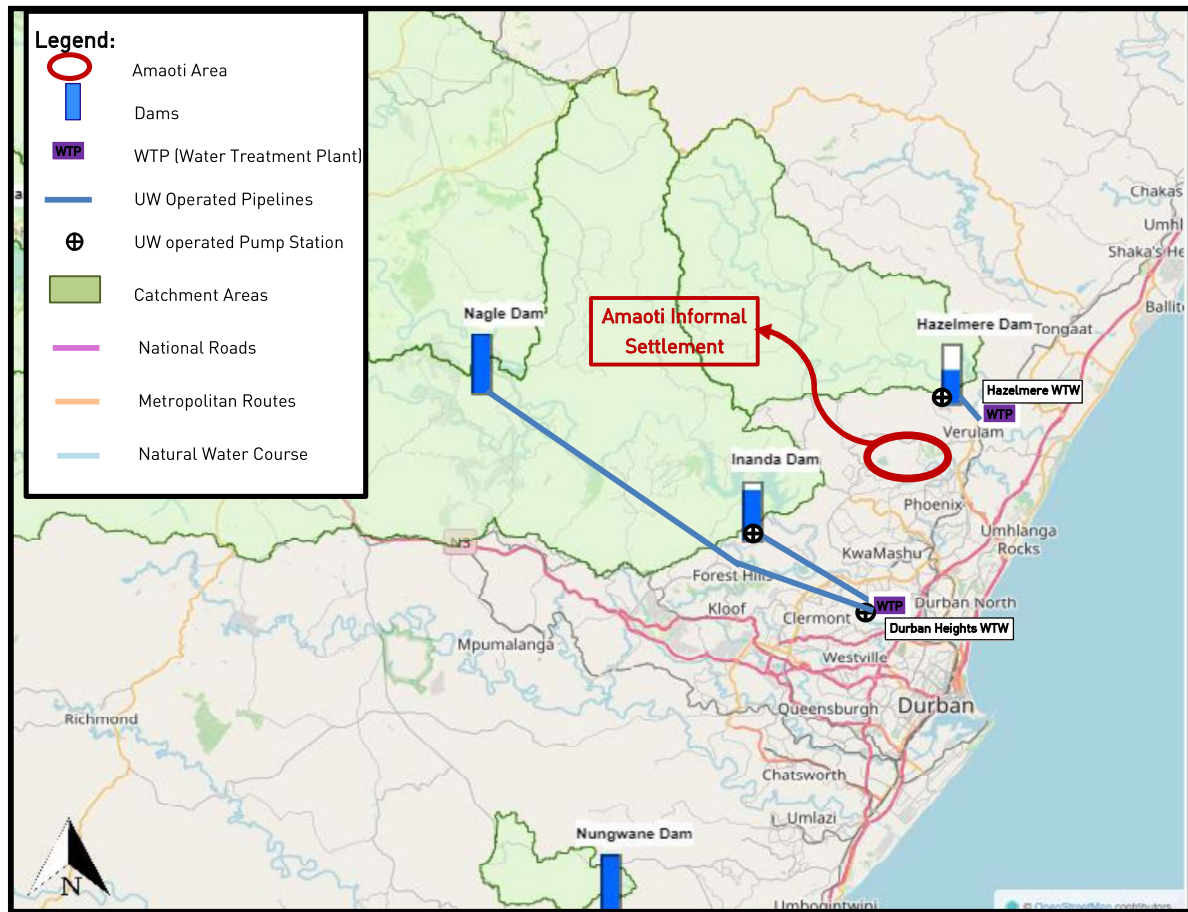 Legend:
Amaoti Area
Dams
WTP
WTP (Water Treatment Plant)
UW Operated Pipelines
UW operated Pump Station
Catchment Areas
National Roads
Metropolitan Routes
Natural Water Course
a
Chakas
Umhl
Shaka's He
Ballit
Nagle Dam
Amaoti Informal
Settlement
Hazelmere Dam
Tongaat
Hazelmere WTW
WTP
Verulam
Inanda Dam
Phoenix
Umhlanga
Rocks
N3
KwaMashu
Forest Hills
Kloof
Clermont
WTP
Durban North
Durban Heights WTW
Mpumalanga
Westville
Richmond
Queensburgh
Durban
Chatsworth
Umlazi
Nungwane Dam
N
Umbogintwini
© OpenStreetMap contributors